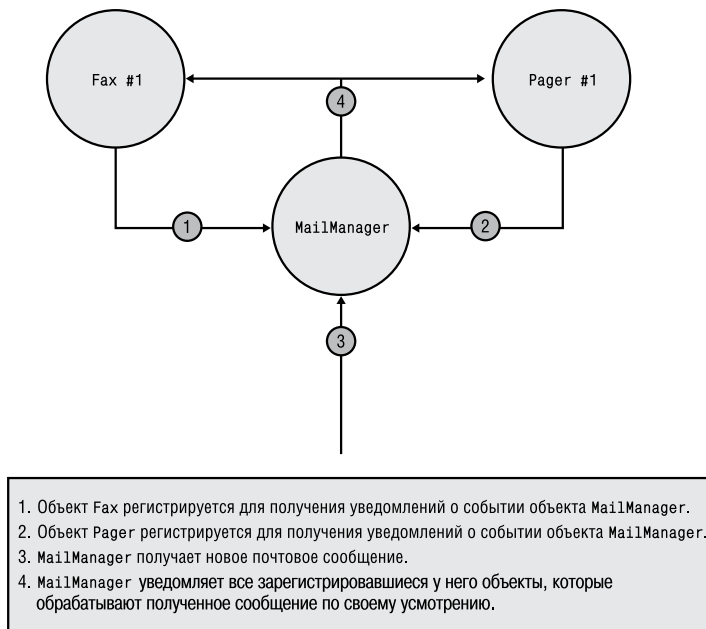 Fax #1
Pager #1
4
MailManager
1
2
3
1. Объект Fax регистрируется для получения уведомлений о событии объекта MailManager.
2. Объект Pager регистрируется для получения уведомлений о событии объекта MailManager.
3. MailManager получает новое почтовое сообщение.
4. MailManager уведомляет все зарегистрировавшиеся у него объекты, которые
обрабатывают полученное сообщение по своему усмотрению.